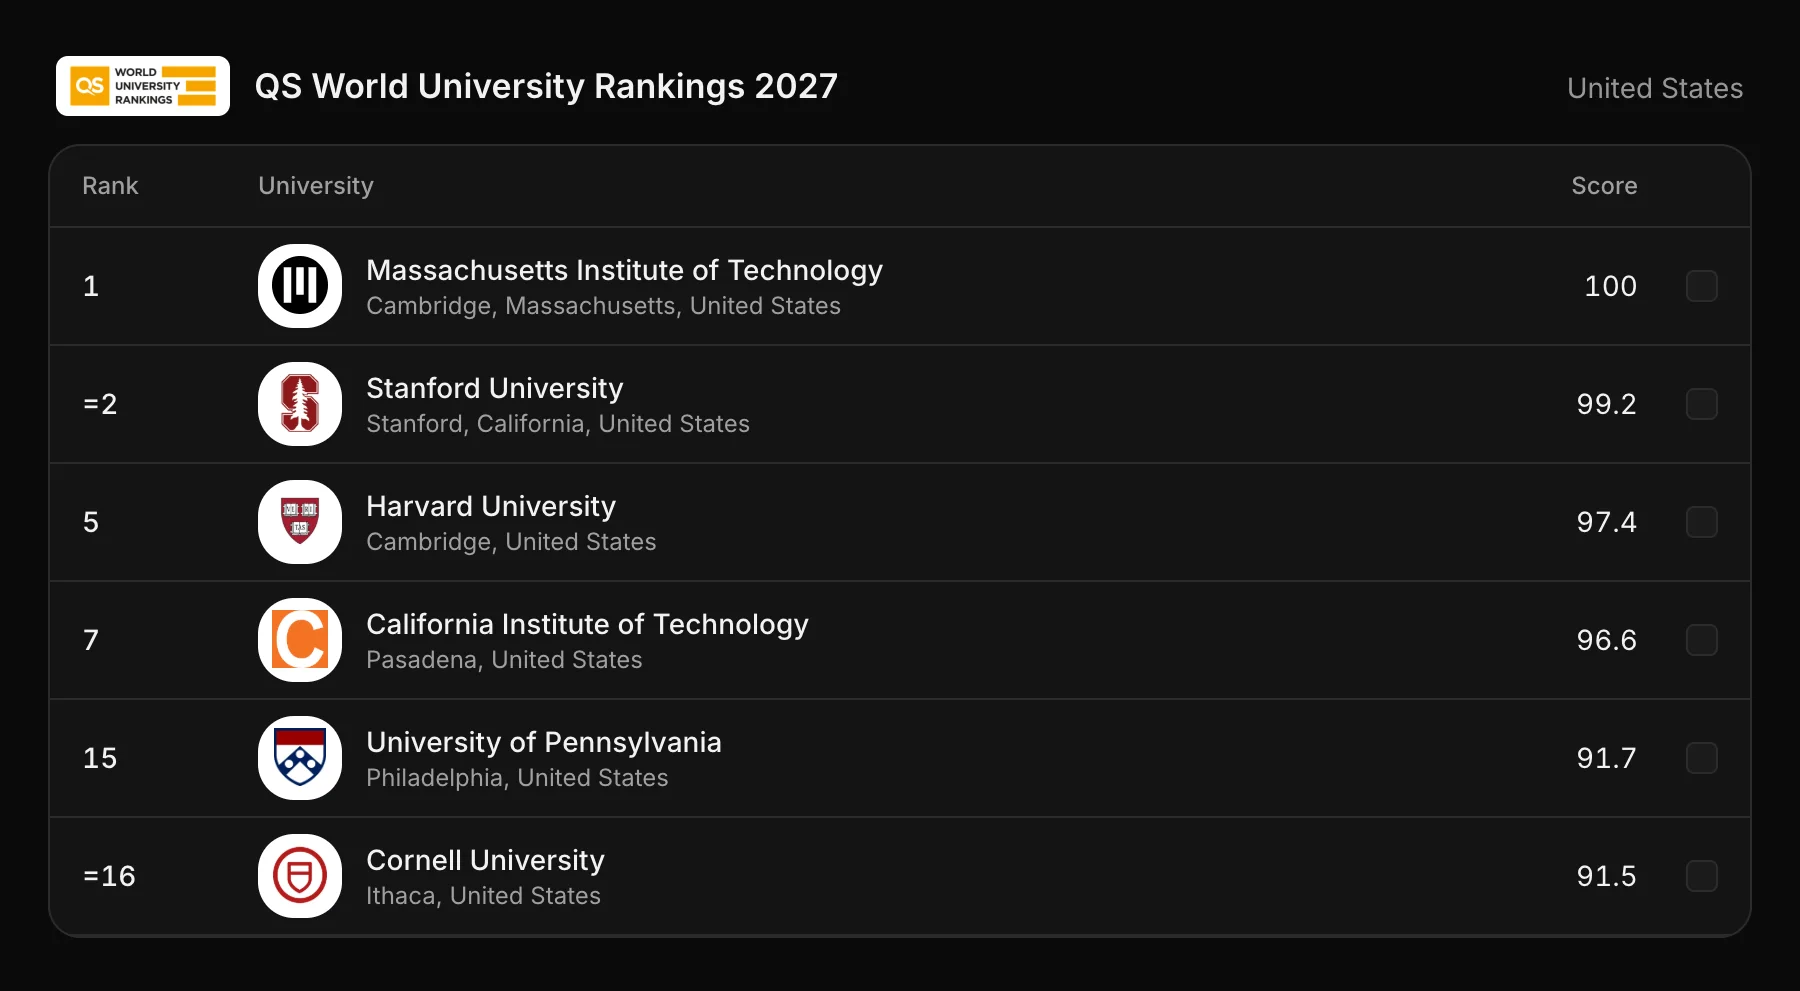 QS WORLD UNIVERSITY RANKINGS
QS World University Rankings 2027
United States
Rank University Score
1 Massachusetts Institute of Technology 100
Cambridge, Massachusetts, United States
=2 Stanford University 99.2
Stanford, California, United States
5 Harvard University 97.4
Cambridge, United States
7 California Institute of Technology 96.6
Pasadena, United States
15 University of Pennsylvania 91.7
Philadelphia, United States
=16 Cornell University 91.5
Ithaca, United States